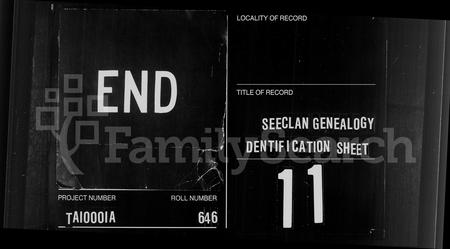 END
PROJECT NUMBER ROLL NUMBER
TAI0001A 646
LOCALITY OF RECORD
TITLE OF RECORD
SEECLAN GENEALOGY
DENTIFICATION SHEET
11
FamilySearch